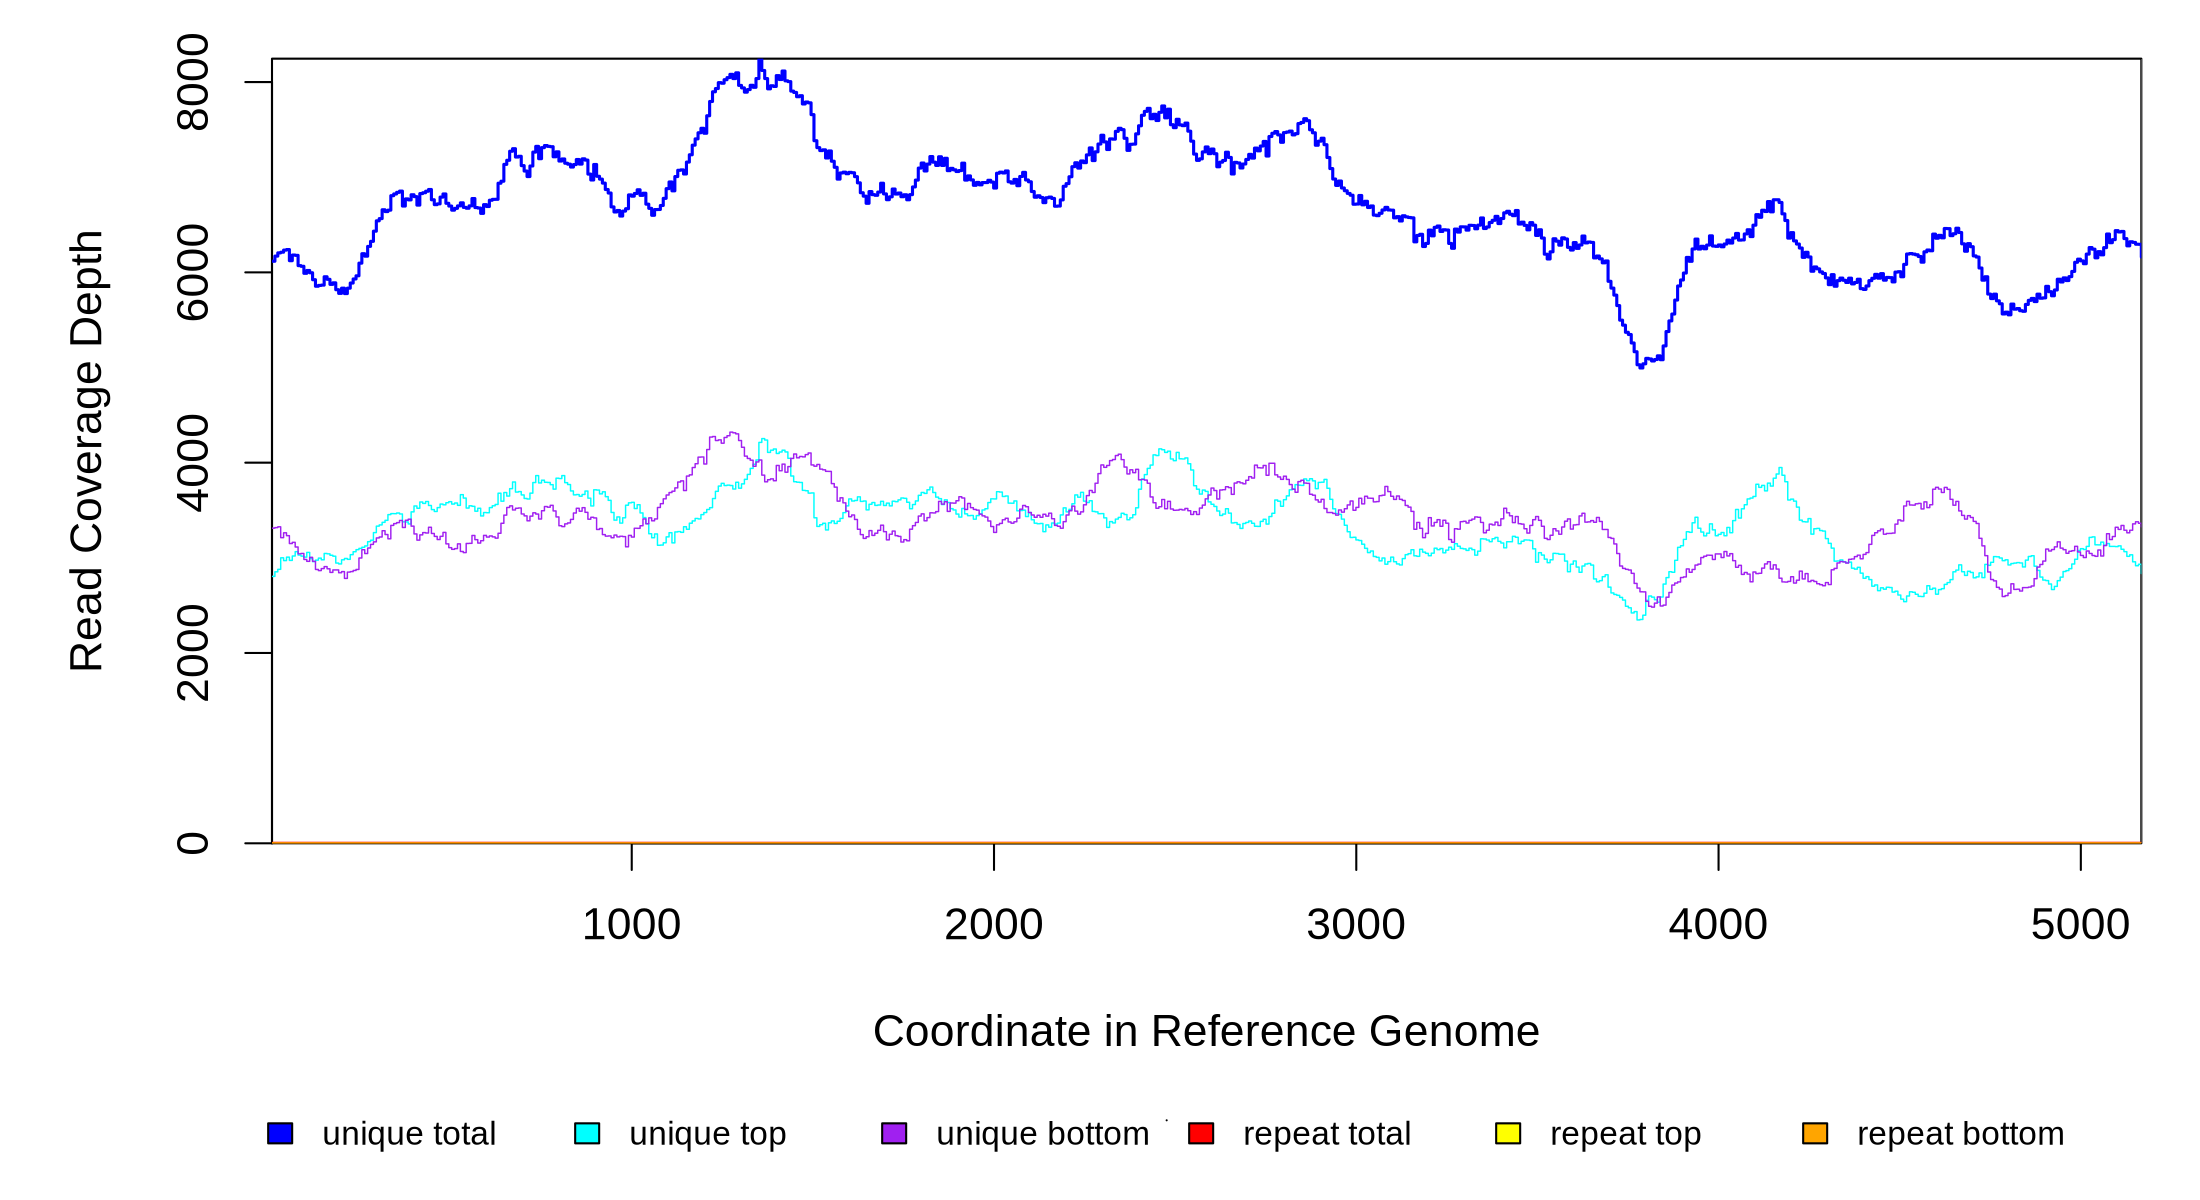 8000
6000
4000
2000
0
Read Coverage Depth
1000 2000 3000 4000 5000
Coordinate in Reference Genome
unique total unique top unique bottom repeat total repeat top repeat bottom